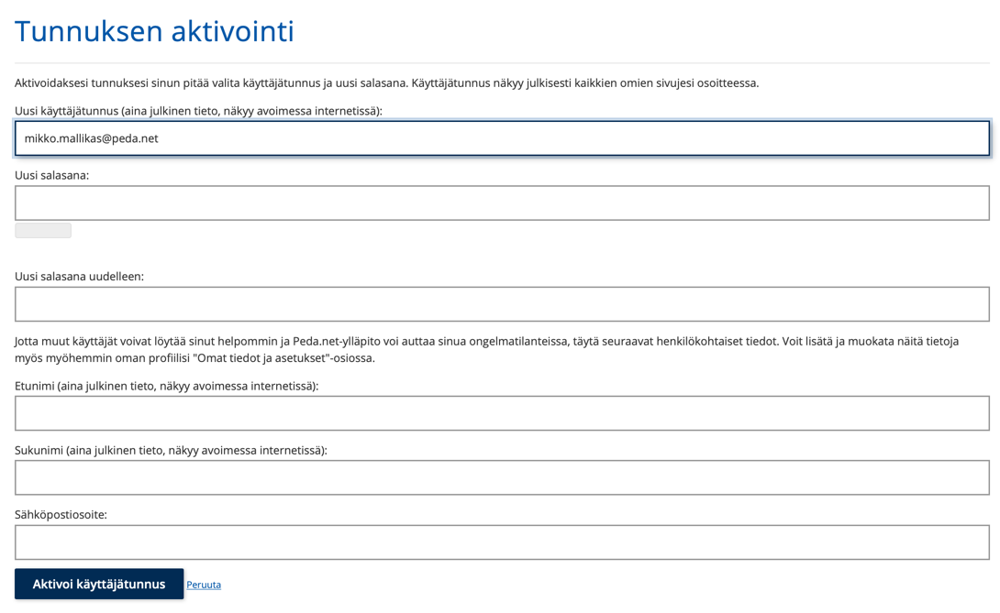 Tunnuksen aktivointi
Aktivoidaksesi tunnuksesi sinun pitää valita käyttäjätunnus ja uusi salasana. Käyttäjätunnus näkyy julkisesti kaikkien omien sivujesi osoitteessa.
Uusi käyttäjätunnus (aina julkinen tieto, näkyy avoimessa internetissä):
mikko.mallikas@peda.net
Uusi salasana:
Uusi salasana uudelleen:
Jotta muut käyttäjät voivat löytää sinut helpommin ja Peda.net-ylläpito voi auttaa sinua ongelmatilanteissa, täytä seuraavat henkilökohtaiset tiedot. Voit lisätä ja muokata näitä tietoja
myös myöhemmin oman profiilisi "Omat tiedot ja asetukset"-osiossa.
Etunimi (aina julkinen tieto, näkyy avoimessa internetissä):
Sukunimi (aina julkinen tieto, näkyy avoimessa internetissä):
Sähköpostiosoite:
Aktivoi käyttäjätunnus Peruuta